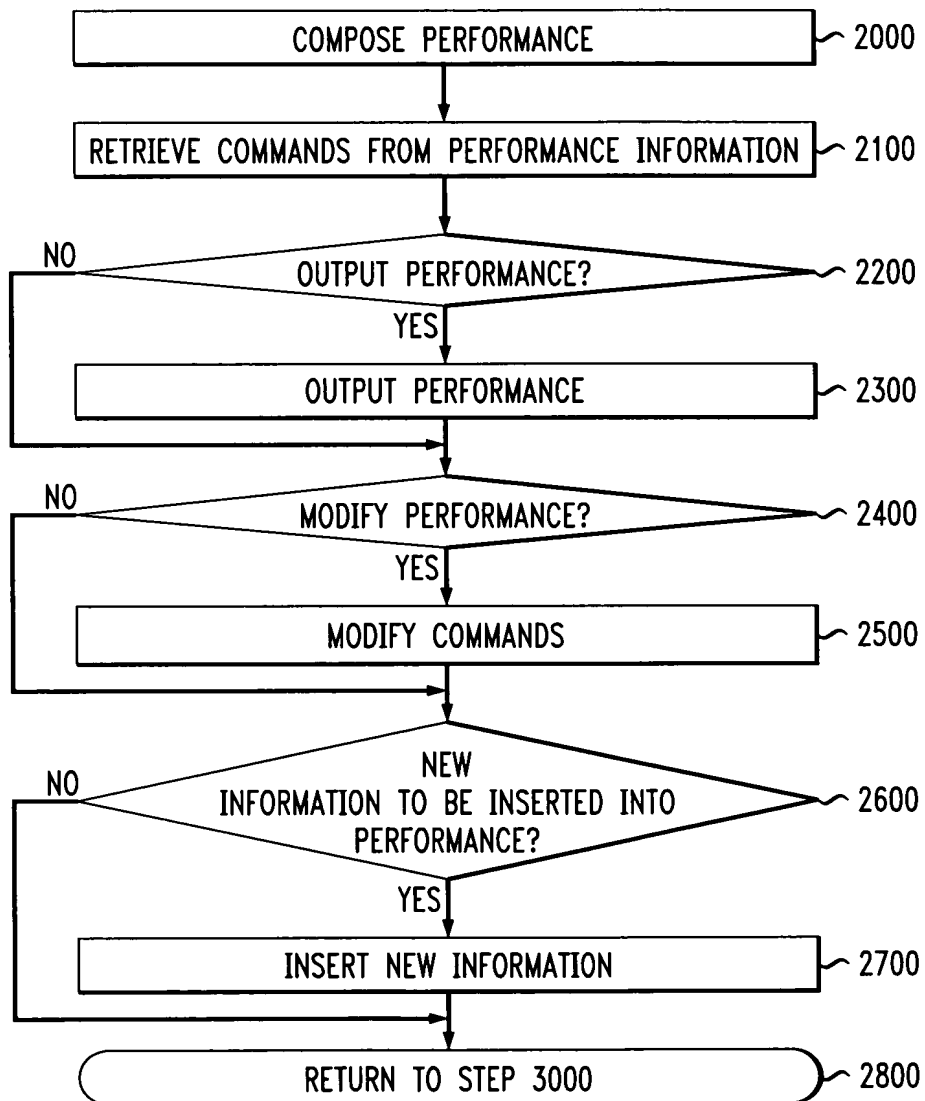 COMPOSE PERFORMANCE 2000
RETRIEVE COMMANDS FROM PERFORMANCE INFORMATION 2100
NO
OUTPUT PERFORMANCE? 2200
YES
OUTPUT PERFORMANCE 2300
NO
MODIFY PERFORMANCE? 2400
YES
MODIFY COMMANDS 2500
NO
NEW
INFORMATION TO BE INSERTED INTO 2600
PERFORMANCE?
YES
INSERT NEW INFORMATION 2700
RETURN TO STEP 3000 2800